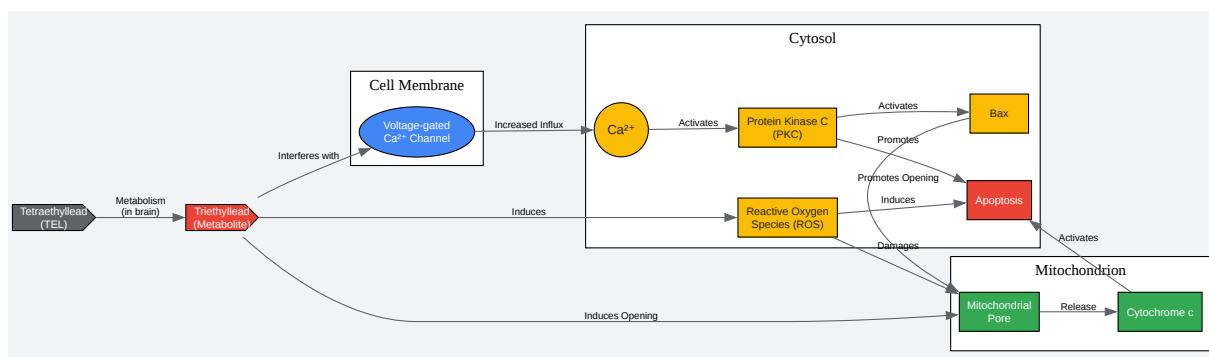 Cytosol
Cell Membrane
Voltage-gated
Ca²⁺ Channel
Increased Influx
Ca²⁺
Activates
Protein Kinase C
(PKC)
Activates
Bax
Promotes
Promotes Opening
Interferes with
Tetraethyllead
(TEL)
Metabolism
(in brain)
Triethyllead
(Metabolite)
Induces
Reactive Oxygen
Species (ROS)
Induces
Apoptosis
Damages
Activates
Mitochondrion
Induces Opening
Mitochondrial
Pore
Release
Cytochrome c